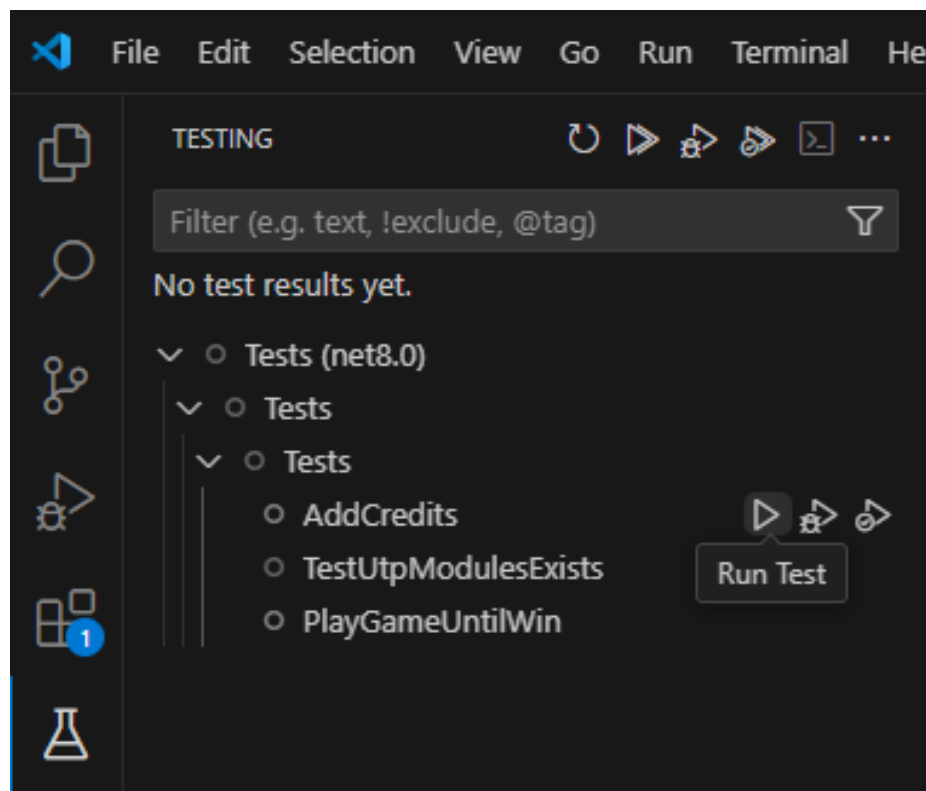 File Edit Selection View Go Run Terminal He
TESTING
Filter (e.g. text, !exclude, @tag)
No test results yet.
Tests (net8.0)
Tests
Tests
AddCredits
TestUtpModulesExists
Run Test
PlayGameUntilWin
1